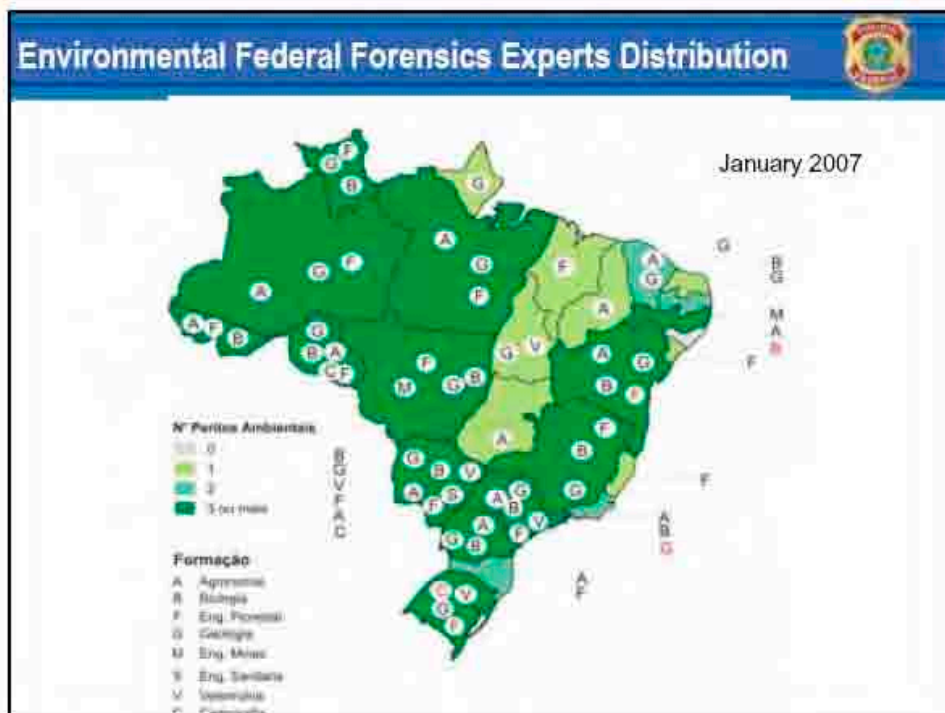 Environmental Federal Forensics Experts Distribution
January 2007
F
G
B
G
A
G
F
F
G
A
F
A
G
F
A
G
B
G
M
A
B
F
A
F
B
G
B
A
C
F
F
M
G
B
G
V
A
G
B
F
F
B
G
A
G
B
V
A
F
S
A
G
B
A
F
V
G
B
C
V
G
F
F
A
B
G
A
F
B
G
V
F
A
C
Nº Peritos Ambientais
0
1
2
3 ou mais
Formação
A Agronomia
B Biologia
F Eng. Florestal
G Geologia
M Eng. Minas
S Eng. Sanitária
V Veterinária